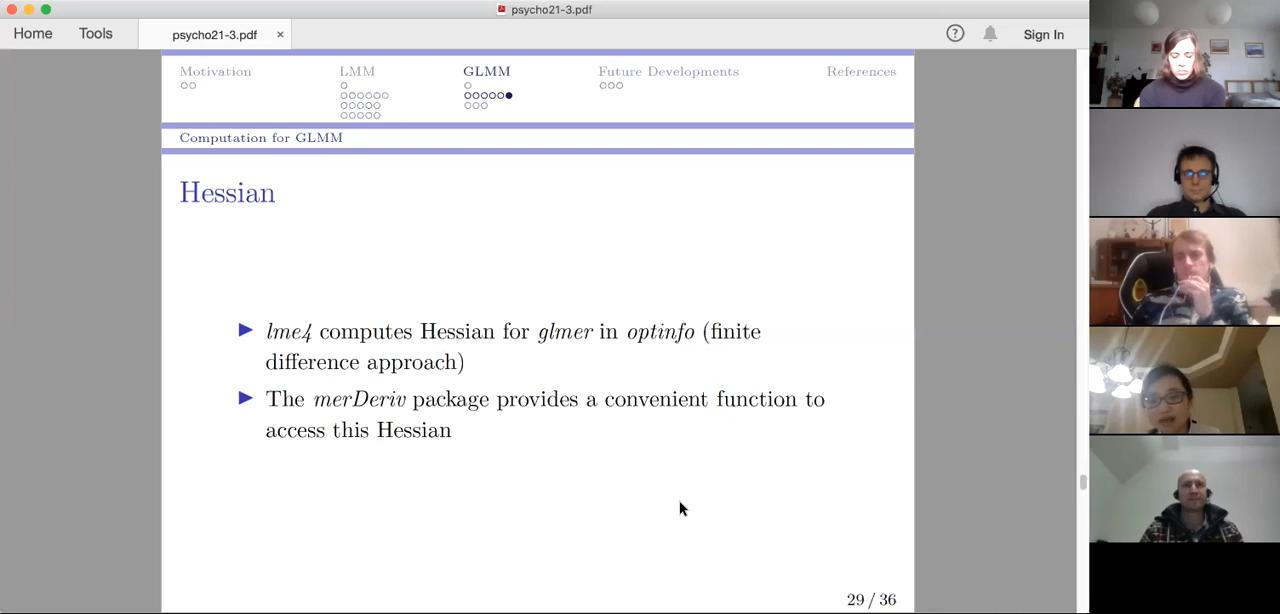 psycho21-3.pdf
Home Tools psycho21-3.pdf × ? Sign In
Motivation LMM GLMM Future Developments References
Computation for GLMM
Hessian
lme4 computes Hessian for glmer in optinfo (finite
difference approach)
The merDeriv package provides a convenient function to
access this Hessian
29 / 36